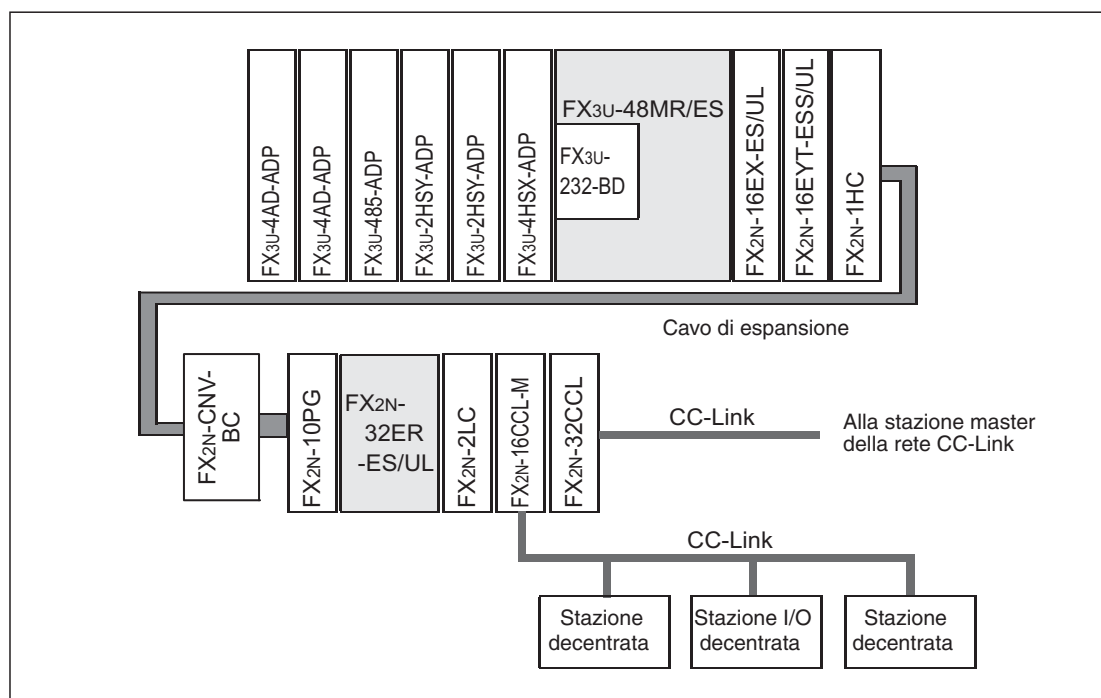 FX3U-4AD-ADP
FX3U-4AD-ADP
FX3U-485-ADP
FX3U-2HSY-ADP
FX3U-2HSY-ADP
FX3U-4HSX-ADP
FX3U-48MR/ES
FX3U-
232-BD
FX2N-16EX-ES/UL
FX2N-16EYT-ESS/UL
FX2N-1HC
Cavo di espansione
FX2N-CNV-
BC
FX2N-10PG
FX2N-
32ER
-ES/UL
FX2N-2LC
FX2N-16CCL-M
FX2N-32CCL
CC-Link
Alla stazione master
della rete CC-Link
CC-Link
Stazione
decentrata
Stazione I/O
decentrata
Stazione
decentrata